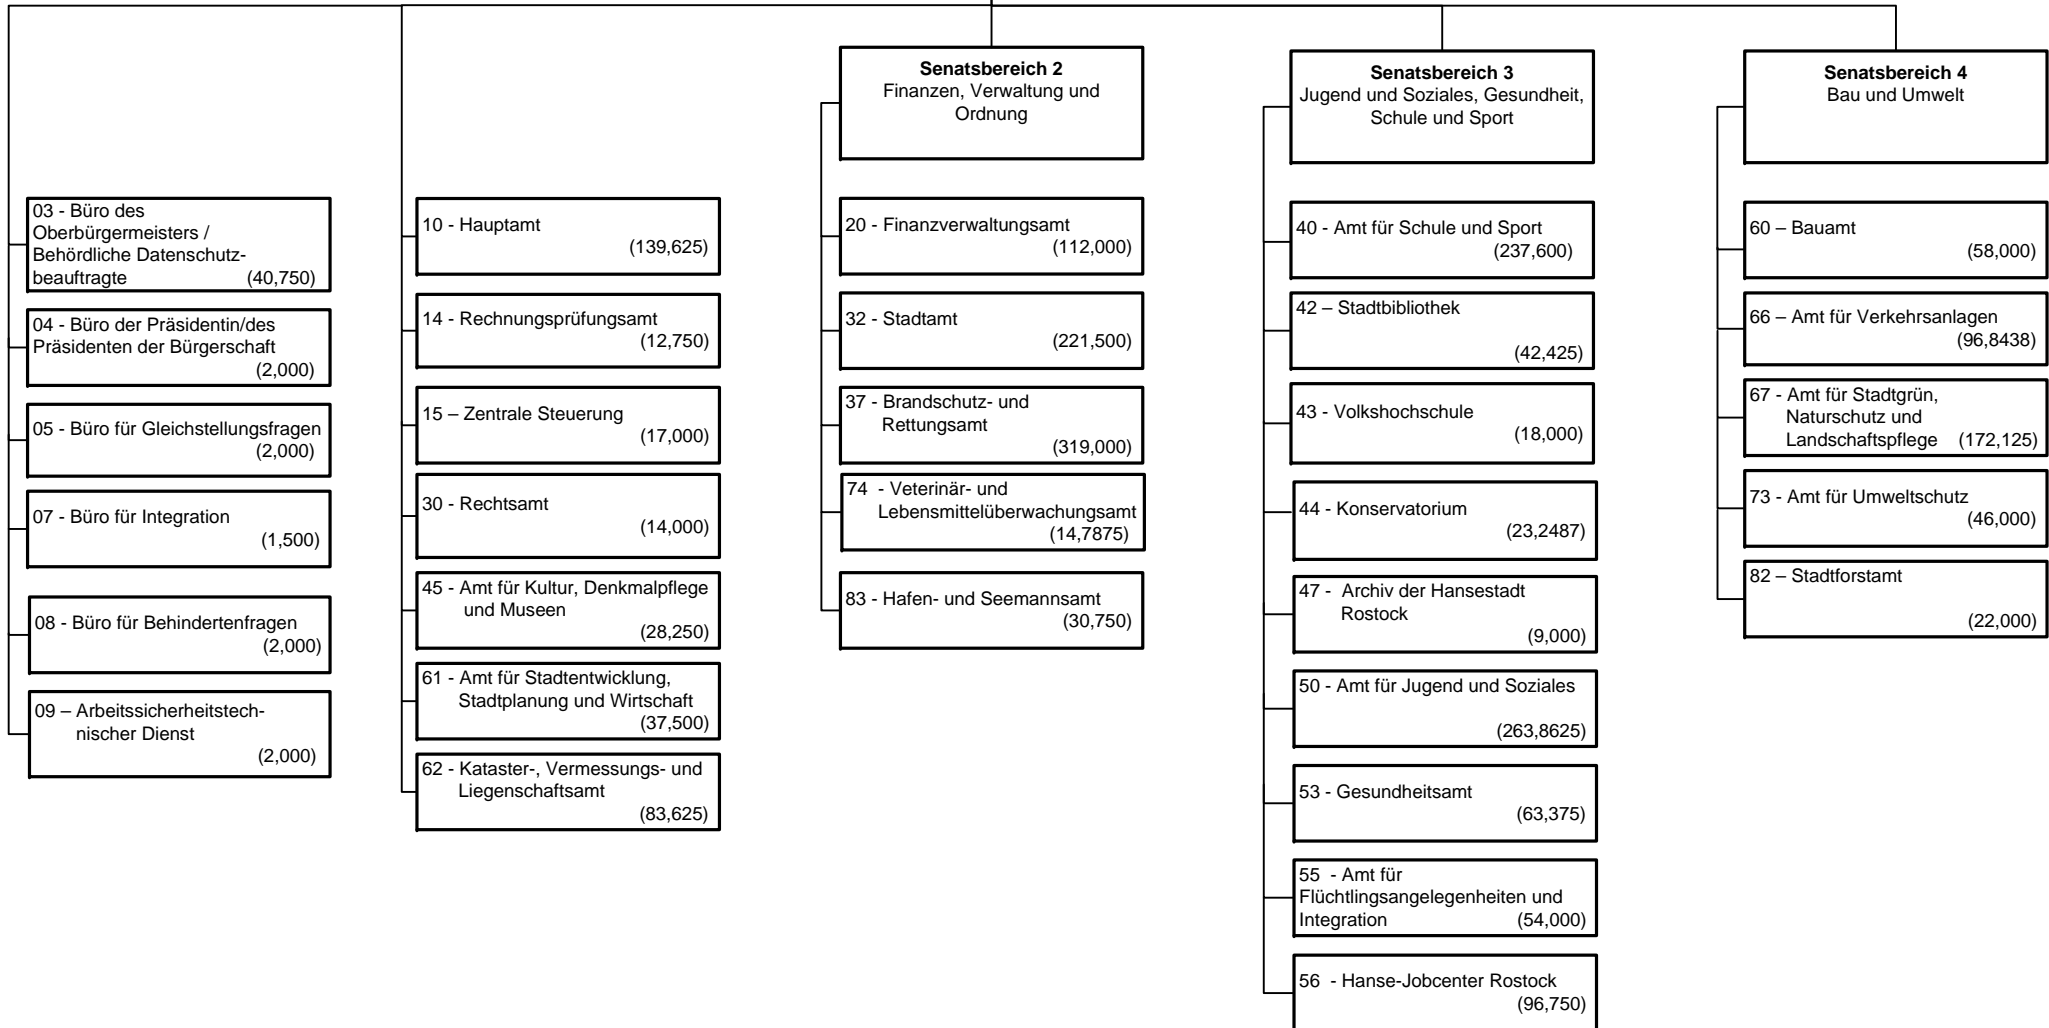 Senatsbereich 2
Finanzen, Verwaltung und
Ordnung
Senatsbereich 3
Jugend und Soziales, Gesundheit,
Schule und Sport
Senatsbereich 4
Bau und Umwelt
03 - Büro des
Oberbürgermeisters /
Behördliche Datenschutz-
beauftragte (40,750)
04 - Büro der Präsidentin/des
Präsidenten der Bürgerschaft
(2,000)
05 - Büro für Gleichstellungsfragen
(2,000)
07 - Büro für Integration
(1,500)
08 - Büro für Behindertenfragen
(2,000)
09 – Arbeitssicherheitstech-
nischer Dienst
(2,000)
10 - Hauptamt
(139,625)
14 - Rechnungsprüfungsamt
(12,750)
15 – Zentrale Steuerung
(17,000)
30 - Rechtsamt
(14,000)
45 - Amt für Kultur, Denkmalpflege
und Museen
(28,250)
61 - Amt für Stadtentwicklung,
Stadtplanung und Wirtschaft
(37,500)
62 - Kataster-, Vermessungs- und
Liegenschaftsamt
(83,625)
20 - Finanzverwaltungsamt
(112,000)
32 - Stadtamt
(221,500)
37 - Brandschutz- und
Rettungsamt
(319,000)
74 - Veterinär- und
Lebensmittelüberwachungsamt
(14,7875)
83 - Hafen- und Seemannsamt
(30,750)
40 - Amt für Schule und Sport
(237,600)
42 – Stadtbibliothek
(42,425)
43 - Volkshochschule
(18,000)
44 - Konservatorium
(23,2487)
47 - Archiv der Hansestadt
Rostock
(9,000)
50 - Amt für Jugend und Soziales
(263,8625)
53 - Gesundheitsamt
(63,375)
55 - Amt für
Flüchtlingsangelegenheiten und
Integration (54,000)
56 - Hanse-Jobcenter Rostock
(96,750)
60 – Bauamt
(58,000)
66 – Amt für Verkehrsanlagen
(96,8438)
67 - Amt für Stadtgrün,
Naturschutz und
Landschaftspflege (172,125)
73 - Amt für Umweltschutz
(46,000)
82 – Stadtforstamt
(22,000)